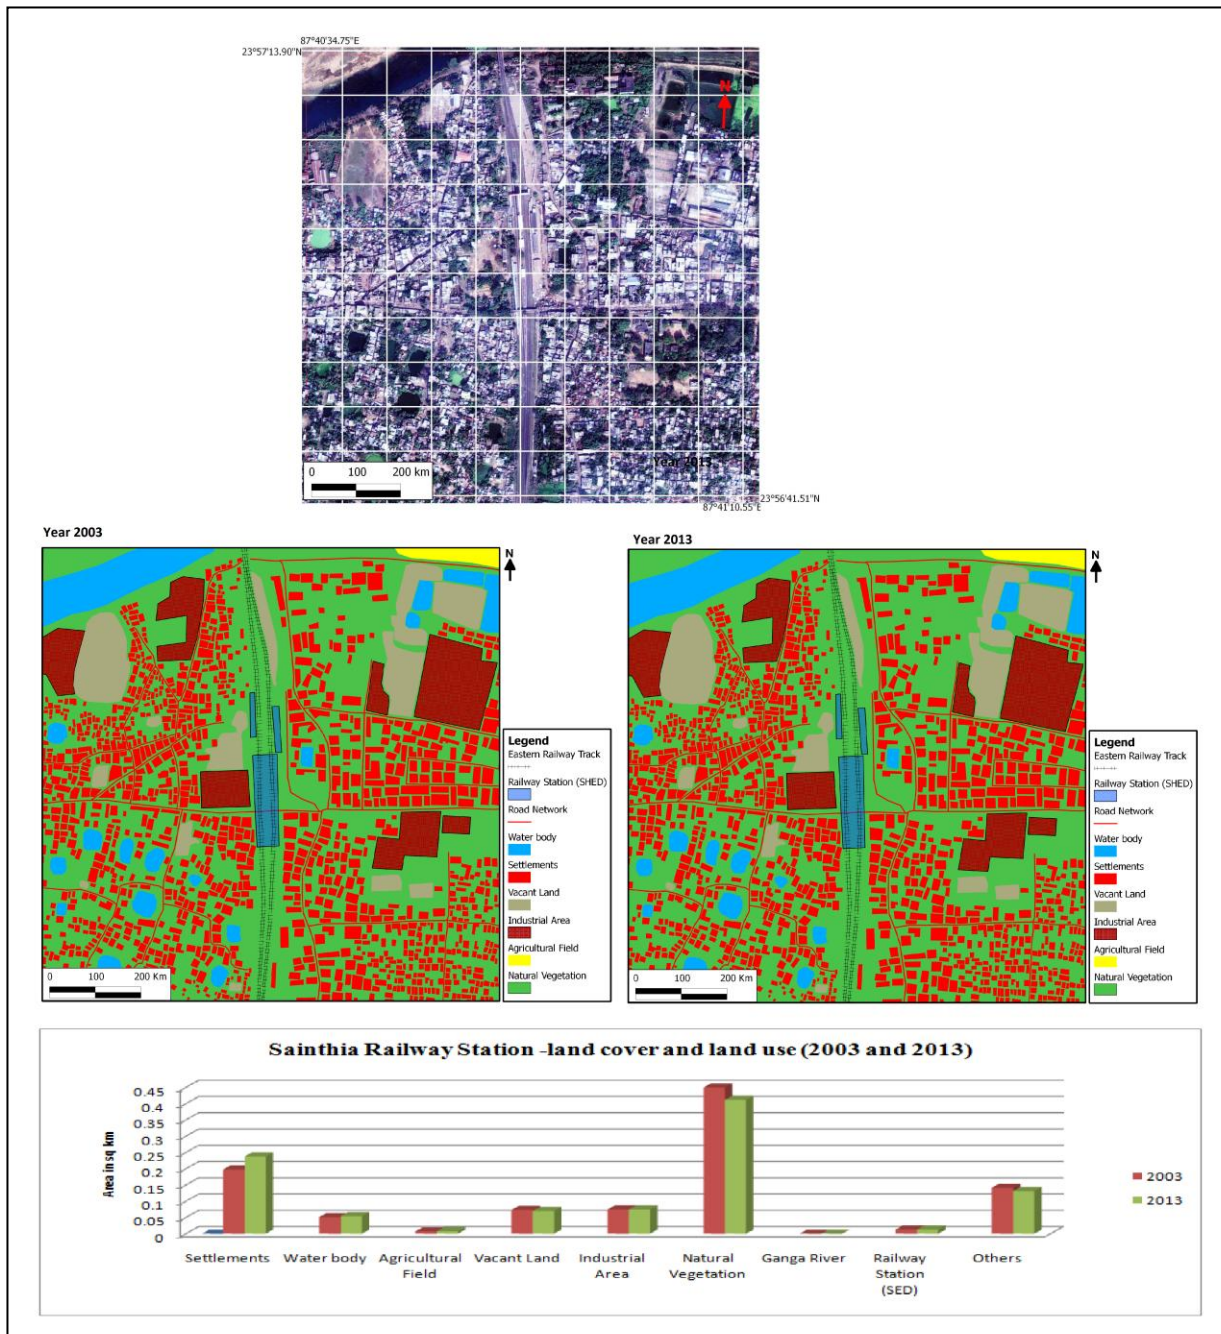 87°40'34.75"E
23°57'13.90"N
N
Year 2013
0 100 200 km
23°56'41.51"N
87°41'10.55"E
Year 2003
N
Legend
Eastern Railway Track
Railway Station (SHED)
Road Network
Water body
Settlements
Vacant Land
Industrial Area
Agricultural Field
Natural Vegetation
0 100 200 Km
Year 2013
N
Legend
Eastern Railway Track
Railway Station (SHED)
Road Network
Water body
Settlements
Vacant Land
Industrial Area
Agricultural Field
Natural Vegetation
0 100 200 Km
Sainthia Railway Station -land cover and land use (2003 and 2013)
Area in sq km
0.45
0.4
0.35
0.3
0.25
0.2
0.15
0.1
0.05
0
Settlements Water body Agricultural Field Vacant Land Industrial Area Natural Vegetation Ganga River Railway Station (SED) Others
2003
2013